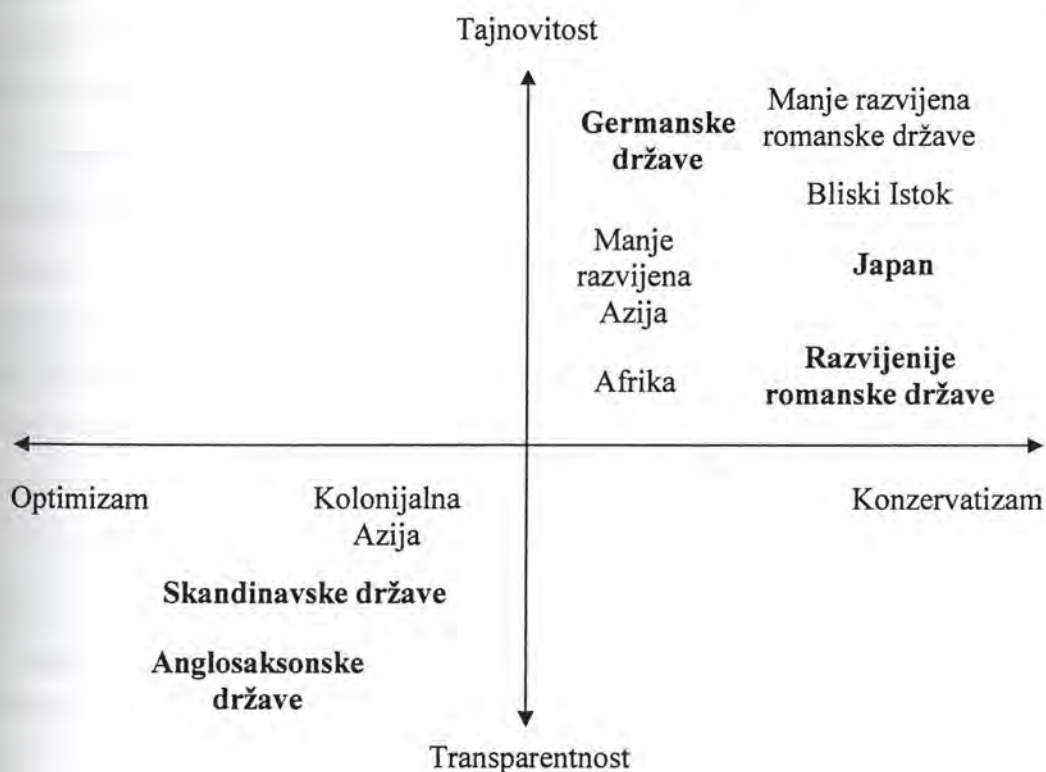 Tajnovitost
Germanske
države
Manje razvijena
romanske države
Bliski Istok
Manje
razvijena
Azija
Japan
Afrika
Razvijenije
romanske države
Optimizam
Kolonijalna
Azija
Konzervatizam
Skandinavske države
Anglosaksonske
države
Transparentnost